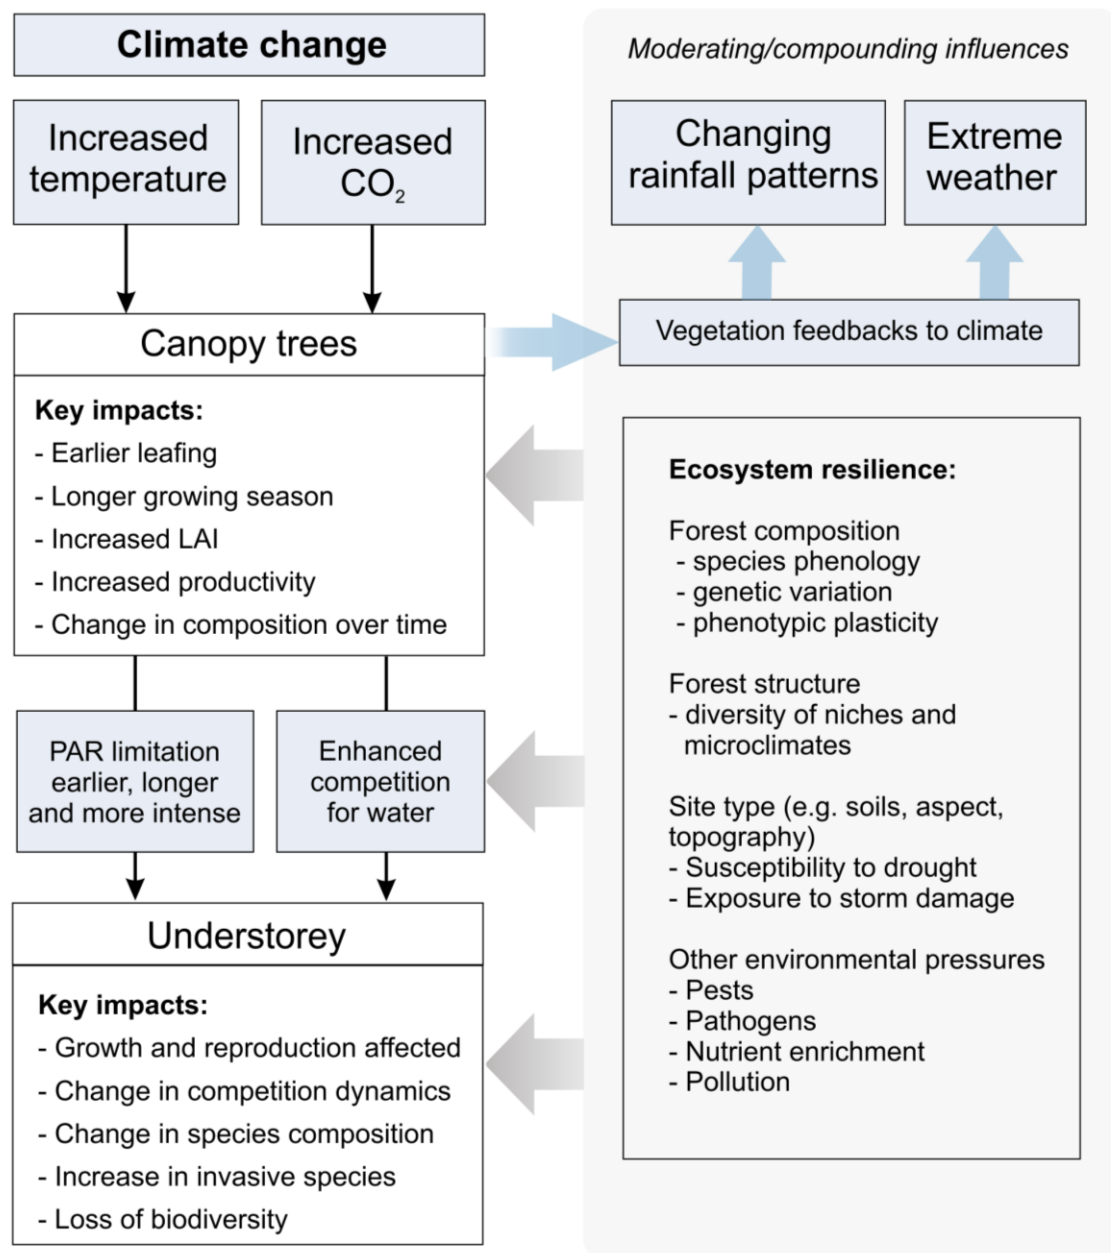 Climate change
Increased
temperature
Increased
CO₂
Canopy trees
Key impacts:
- Earlier leafing
- Longer growing season
- Increased LAI
- Increased productivity
- Change in composition over time
PAR limitation
earlier, longer
and more intense
Enhanced
competition
for water
Understorey
Key impacts:
- Growth and reproduction affected
- Change in competition dynamics
- Change in species composition
- Increase in invasive species
- Loss of biodiversity
Moderating/compounding influences
Changing
rainfall patterns
Extreme
weather
Vegetation feedbacks to climate
Ecosystem resilience:
Forest composition
- species phenology
- genetic variation
- phenotypic plasticity
Forest structure
- diversity of niches and
microclimates
Site type (e.g. soils, aspect,
topography)
- Susceptibility to drought
- Exposure to storm damage
Other environmental pressures
- Pests
- Pathogens
- Nutrient enrichment
- Pollution